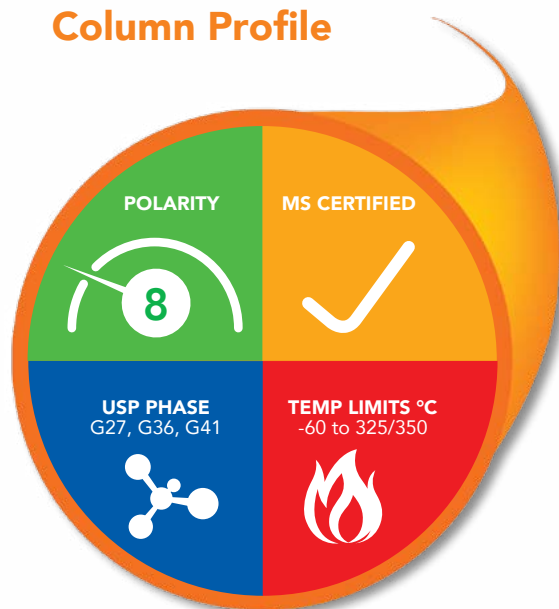 Column Profile
POLARITY
8
MS CERTIFIED
USP PHASE
G27, G36, G41
TEMP LIMITS °C
-60 to 325/350